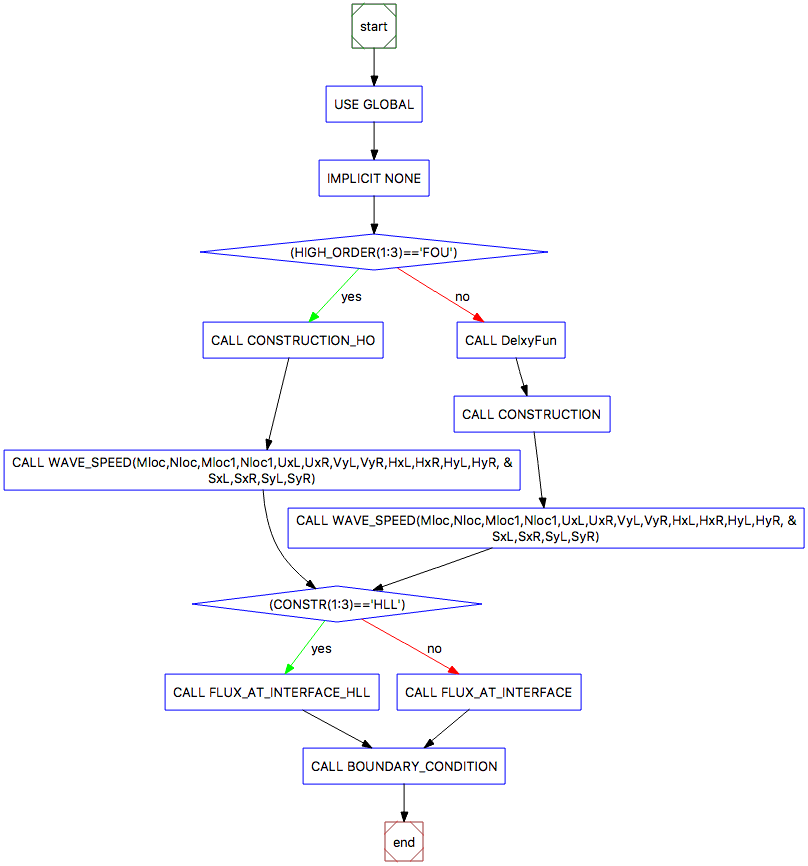 start
USE GLOBAL
IMPLICIT NONE
(HIGH_ORDER(1:3)=='FOU')
yes
no
CALL CONSTRUCTION_HO
CALL DelxyFun
CALL CONSTRUCTION
CALL WAVE_SPEED(Mloc,Nloc,Mloc1,Nloc1,UxL,UxR,VyL,VyR,HxL,HxR,HyL,HyR, &
SxL,SxR,SyL,SyR)
CALL WAVE_SPEED(Mloc,Nloc,Mloc1,Nloc1,UxL,UxR,VyL,VyR,HxL,HxR,HyL,HyR, &
SxL,SxR,SyL,SyR)
(CONSTR(1:3)=='HLL')
yes
no
CALL FLUX_AT_INTERFACE_HLL
CALL FLUX_AT_INTERFACE
CALL BOUNDARY_CONDITION
end